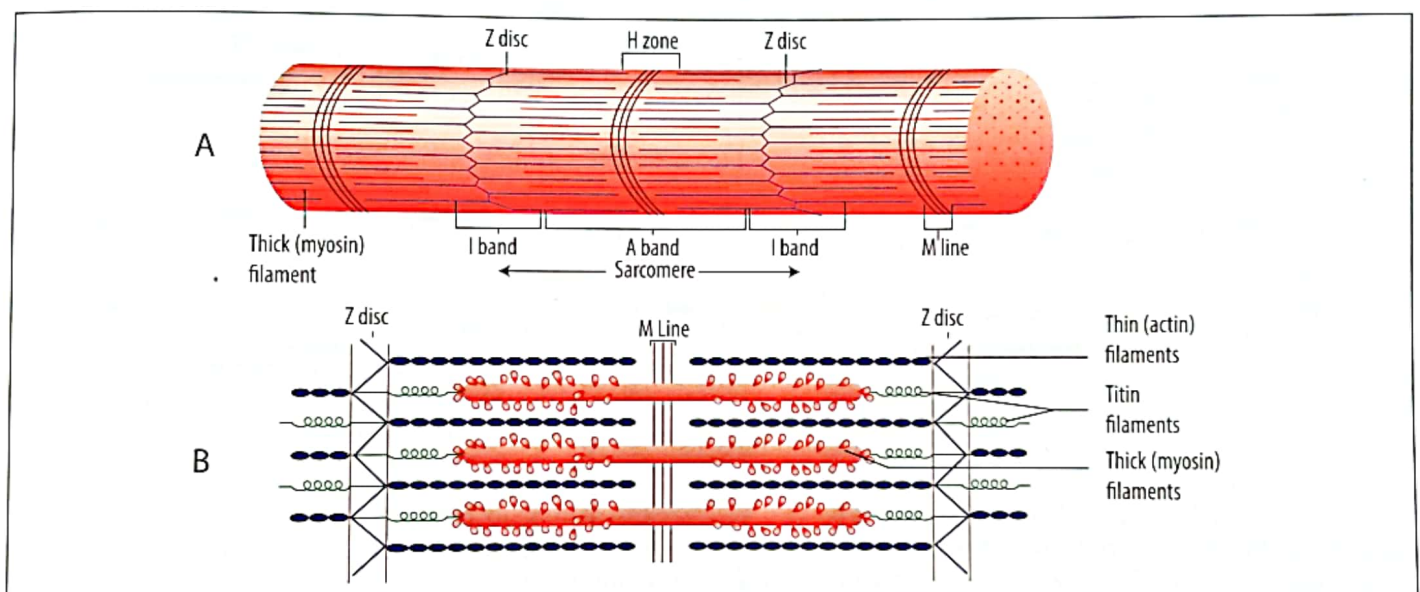 Z disc
H zone
Z disc
A
Thick (myosin)
filament
I band
A band
I band
M line
Sarcomere
Z disc
M Line
Z disc
Thin (actin)
filaments
Titin
filaments
B
Thick (myosin)
filaments